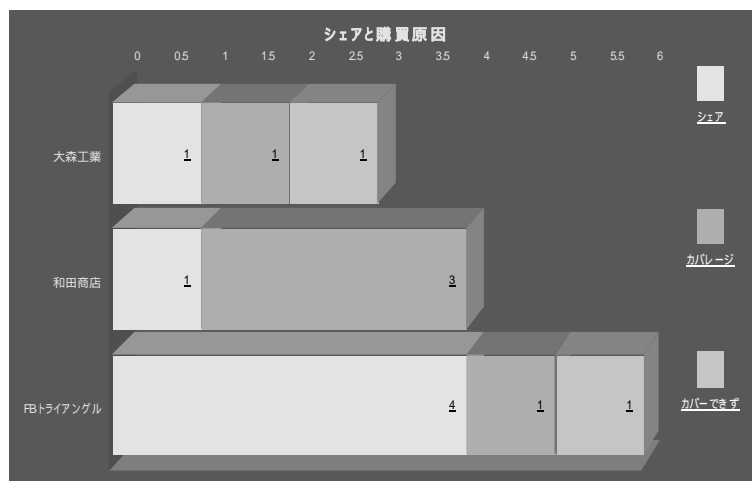 シェアと購買原因
0 0.5 1 1.5 2 2.5 3 3.5 4 4.5 5 5.5 6
シェア
大森工業 1 1 1
カバレージ
和田商店 1 3
カバーできず
FBトライアングル 4 1 1